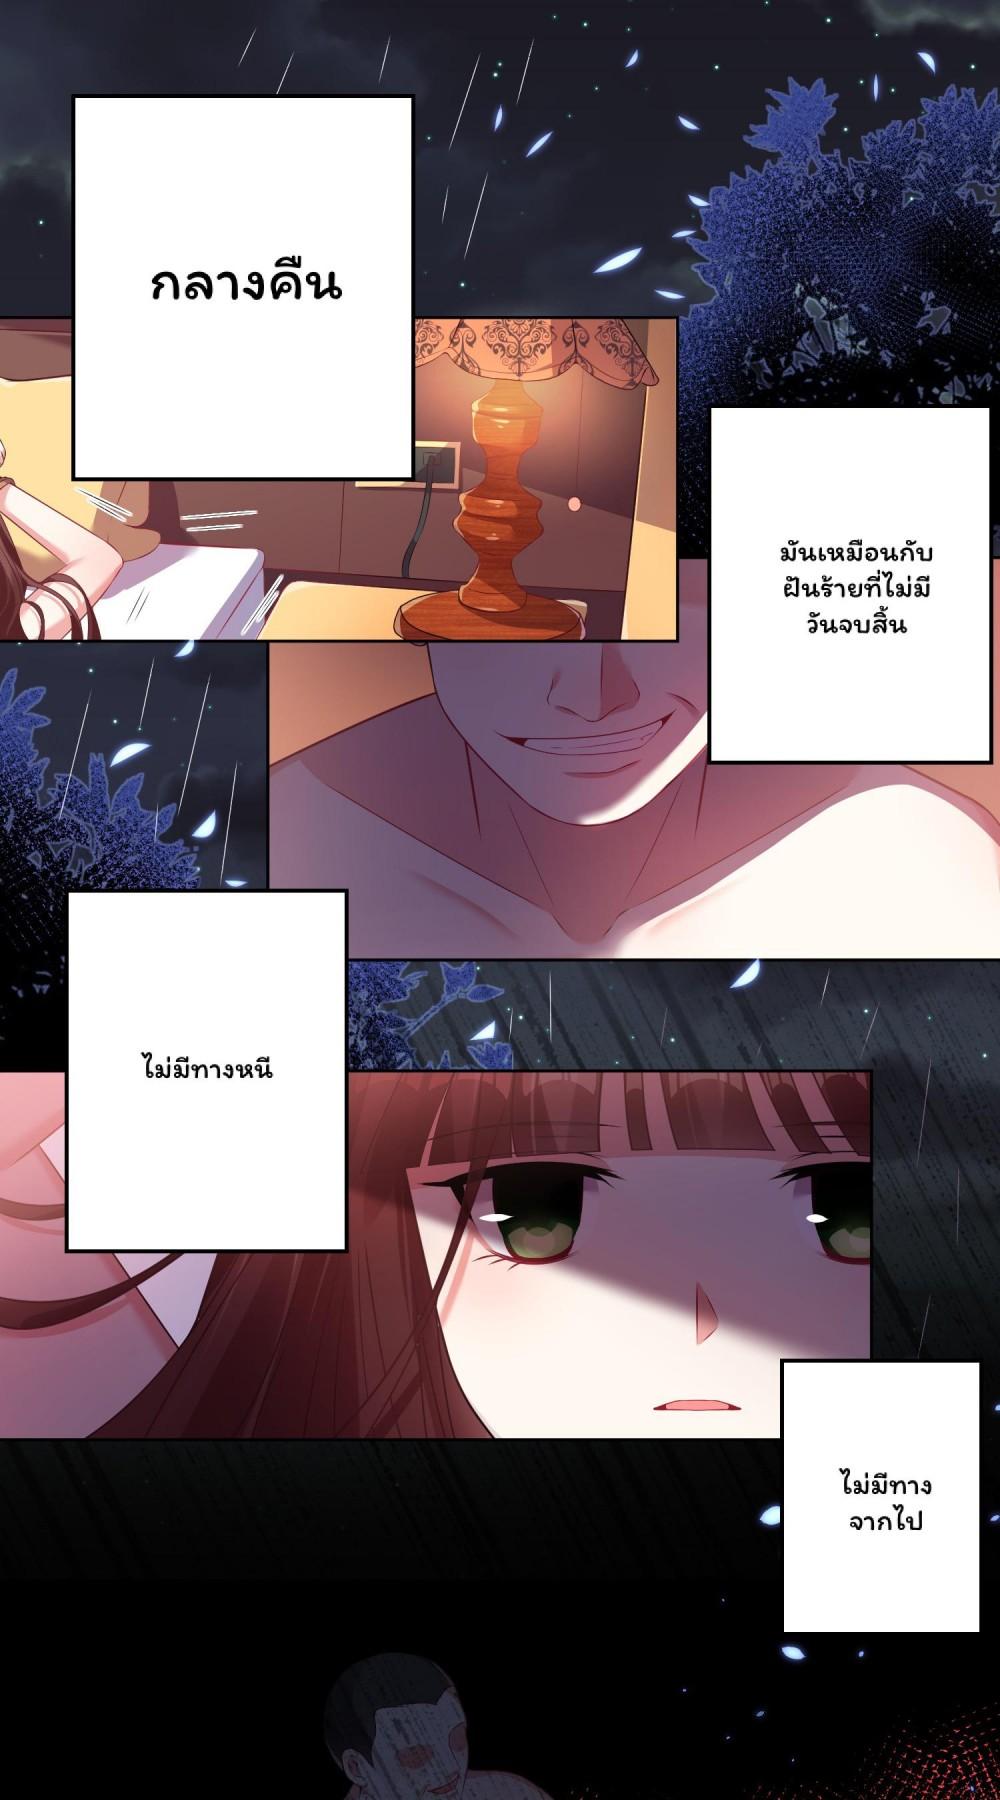 กลางคืน
มันเหมือนกับ
ฝันร้ายที่ไม่มี
วันจบสิ้น
ไม่มีทางหนี
ไม่มีทาง
จากไป